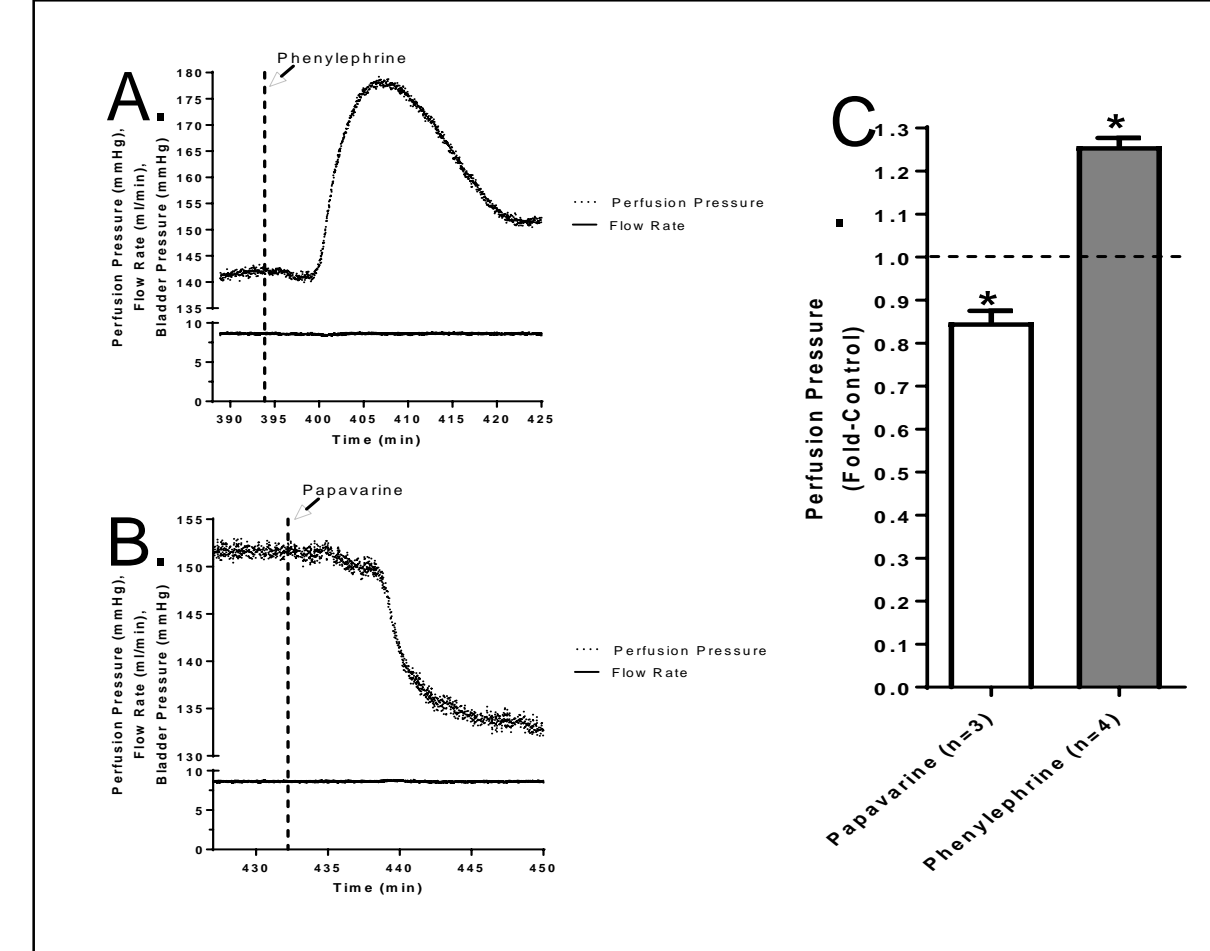 A.
Phenylephrine
Perfusion Pressure (mmHg),
Flow Rate (ml/min),
Bladder Pressure (mmHg)
180
175
170
165
160
155
150
145
140
135
10
5
0
390 395 400 405 410 415 420 425
Time (min)
Perfusion Pressure
Flow Rate
B.
Papavarine
Perfusion Pressure (mmHg),
Flow Rate (ml/min),
Bladder Pressure (mmHg)
155
150
145
140
135
130
10
5
0
430 435 440 445 450
Time (min)
Perfusion Pressure
Flow Rate
C
.
Perfusion Pressure
(Fold-Control)
1.3
1.2
1.1
1.0
0.9
0.8
0.7
0.6
0.5
0.4
0.3
0.2
0.1
0.0
*
*
Papavarine (n=3)
Phenylephrine (n=4)